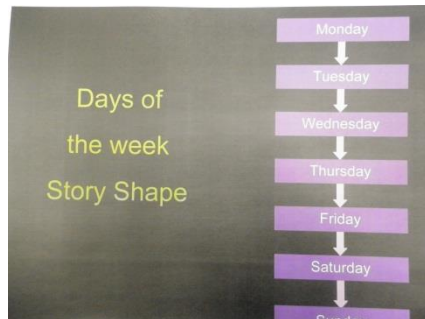 Days of
the week
Story Shape
Monday
Tuesday
Wednesday
Thursday
Friday
Saturday